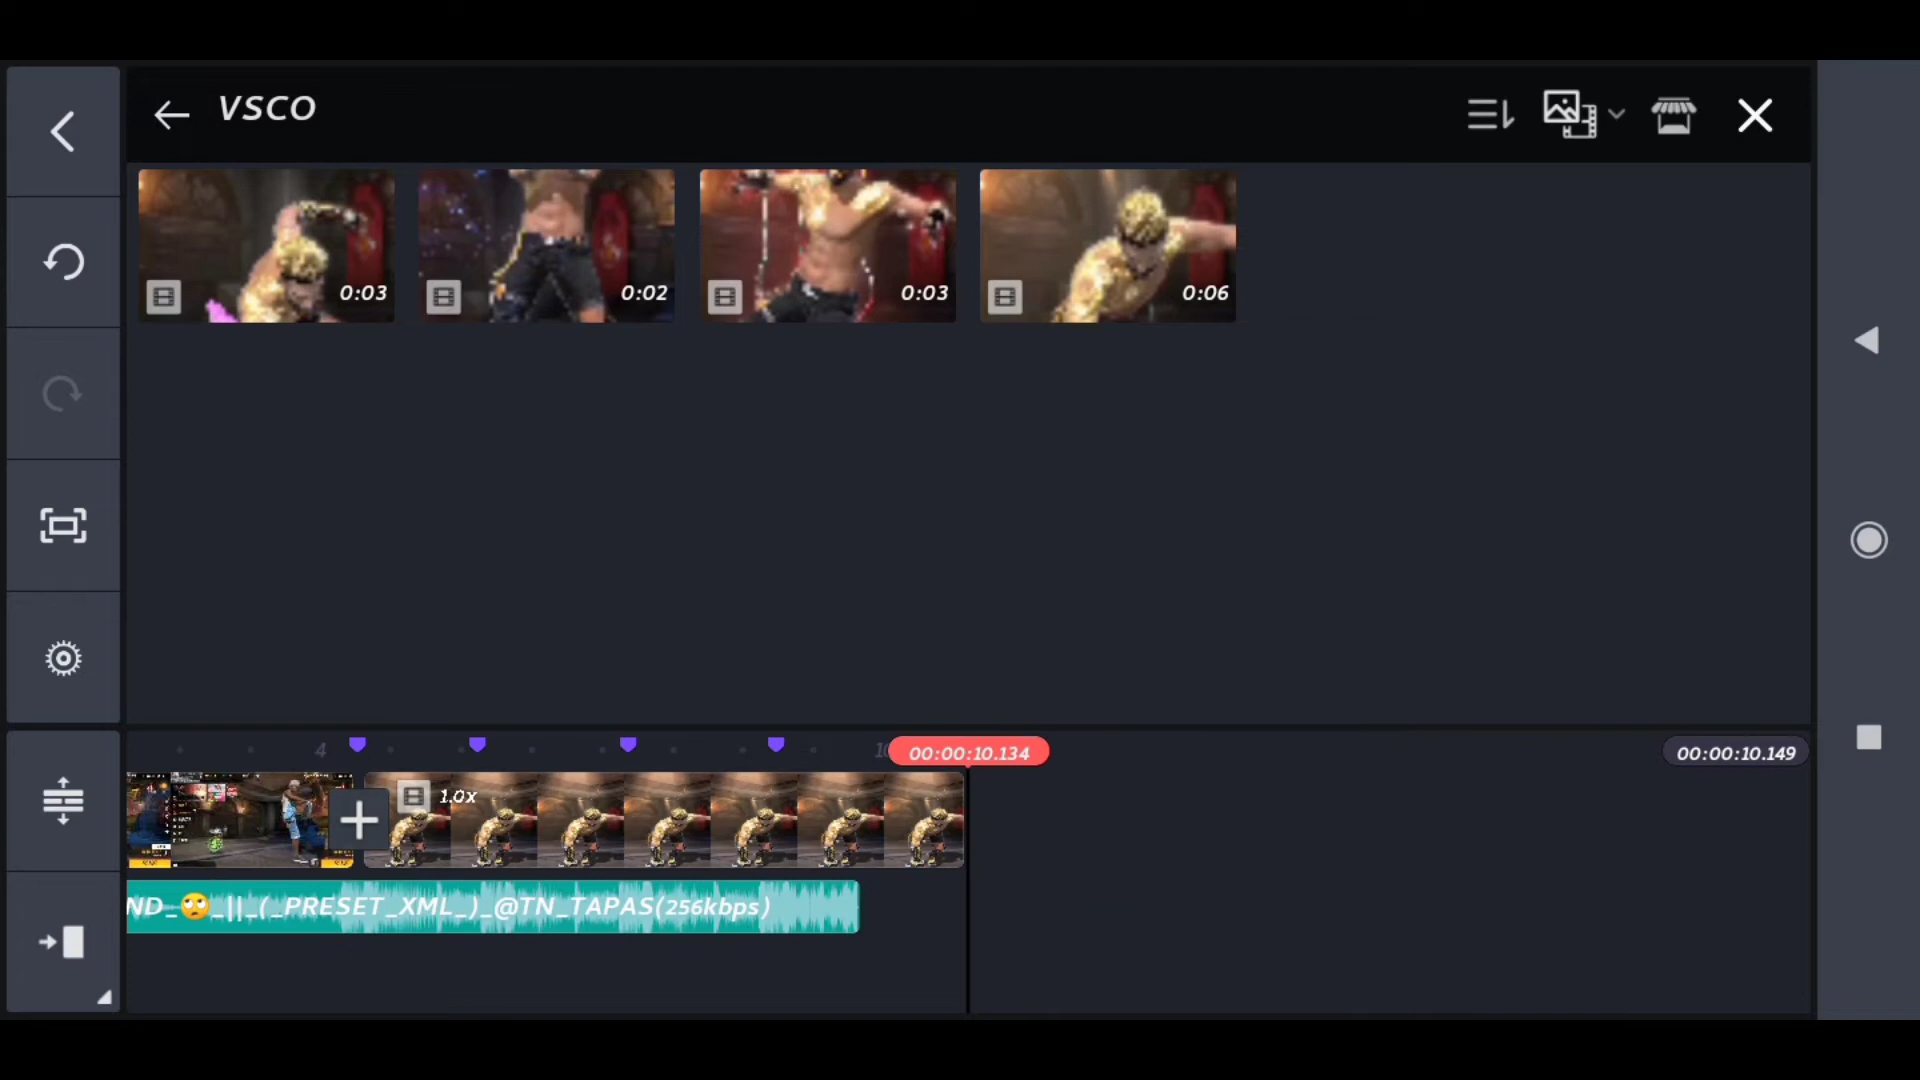 VSCO
0:03
0:02
0:03
0:06
4
00:00:10.134
00:00:10.149
1.0x
ND_🙄_||_(_PRESET_XML_)_@TN_TAPAS(256kbps)